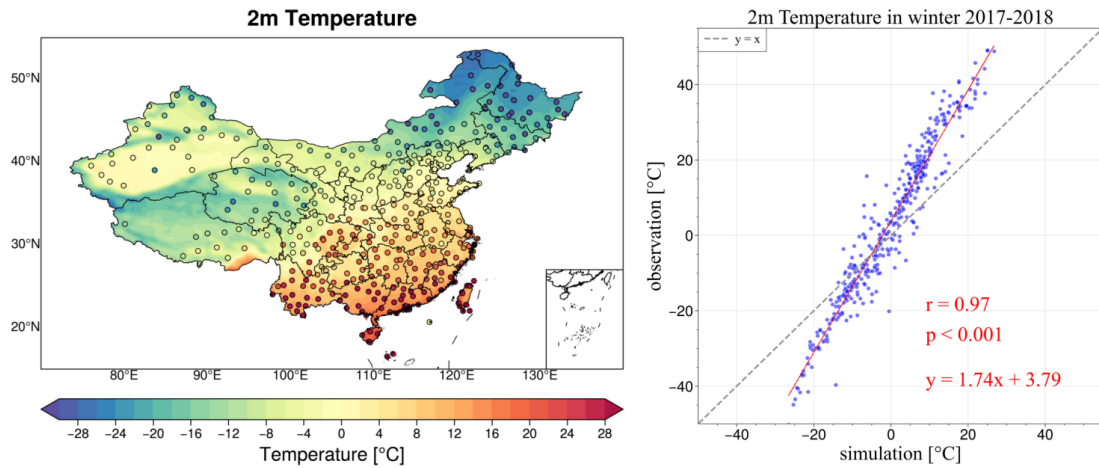 2m Temperature
50°N
40°N
30°N
20°N
80°E 90°E 100°E 110°E 120°E 130°E
−28 −24 −20 −16 −12 −8 −4 0 4 8 12 16 20 24 28
Temperature [°C]
2m Temperature in winter 2017-2018
y = x
observation [°C]
40
20
0
−20
−40
r = 0.97
p < 0.001
y = 1.74x + 3.79
−40 −20 0 20 40
simulation [°C]